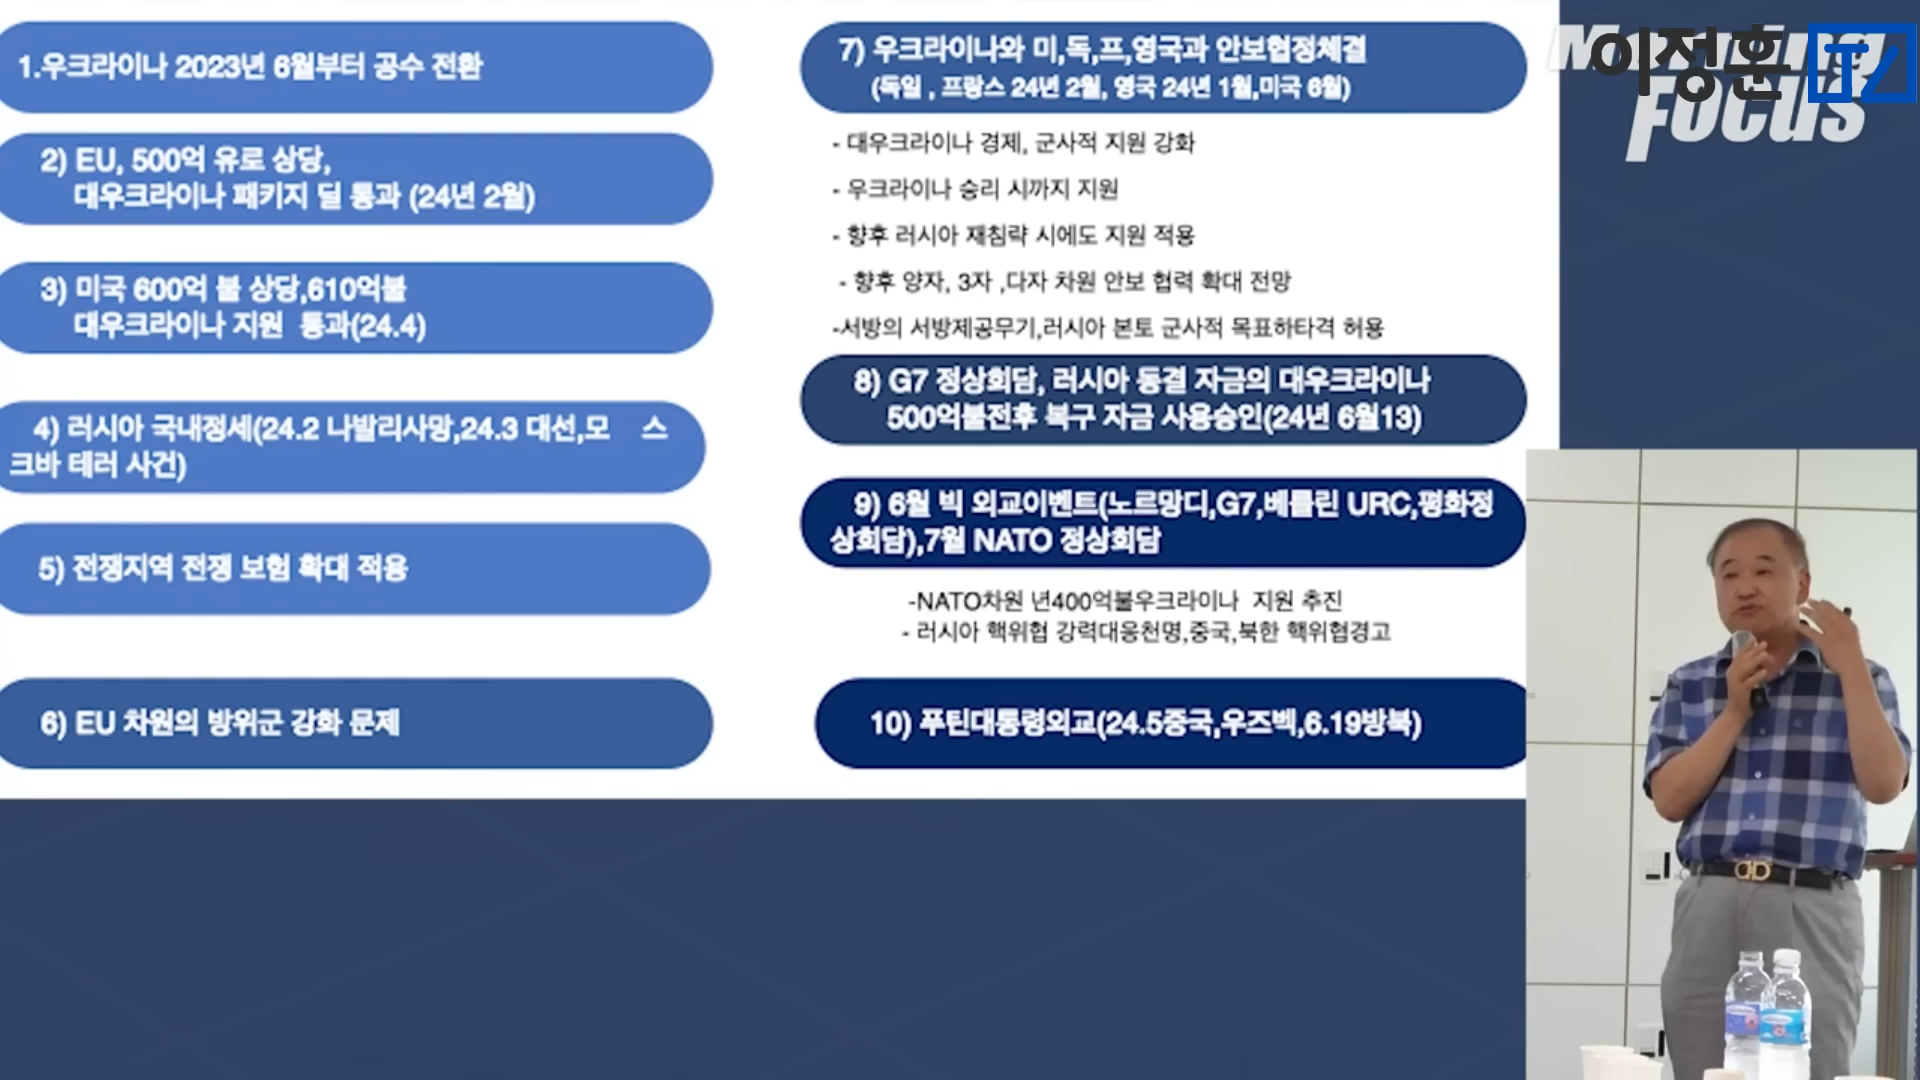 1.우크라이나 2023년 6월부터 공수 전환
2) EU, 500억 유로 상당,
대우크라이나 패키지 딜 통과 (24년 2월)
3) 미국 600억 불 상당,610억불
대우크라이나 지원 통과(24.4)
4) 러시아 국내정세(24.2 나발리사망,24.3 대선,모 스
크바 테러 사건)
5) 전쟁지역 전쟁 보험 확대 적용
6) EU 차원의 방위군 강화 문제
7) 우크라이나와 미,독,프,영국과 안보협정체결
(독일 , 프랑스 24년 2월, 영국 24년 1월,미국 6월)
- 대우크라이나 경제, 군사적 지원 강화
- 우크라이나 승리 시까지 지원
- 향후 러시아 재침략 시에도 지원 적용
- 향후 양자, 3자 ,다자 차원 안보 협력 확대 전망
-서방의 서방제공무기,러시아 본토 군사적 목표하타격 허용
8) G7 정상회담, 러시아 동결 자금의 대우크라이나
500억불전후 복구 자금 사용승인(24년 6월13)
9) 6월 빅 외교이벤트(노르망디,G7,베를린 URC,평화정
상회담),7월 NATO 정상회담
-NATO차원 년400억불우크라이나 지원 추진
- 러시아 핵위협 강력대응천명,중국,북한 핵위협경고
10) 푸틴대통령외교(24.5중국,우즈벡,6.19방북)
Morning
Focus
이정훈 TV